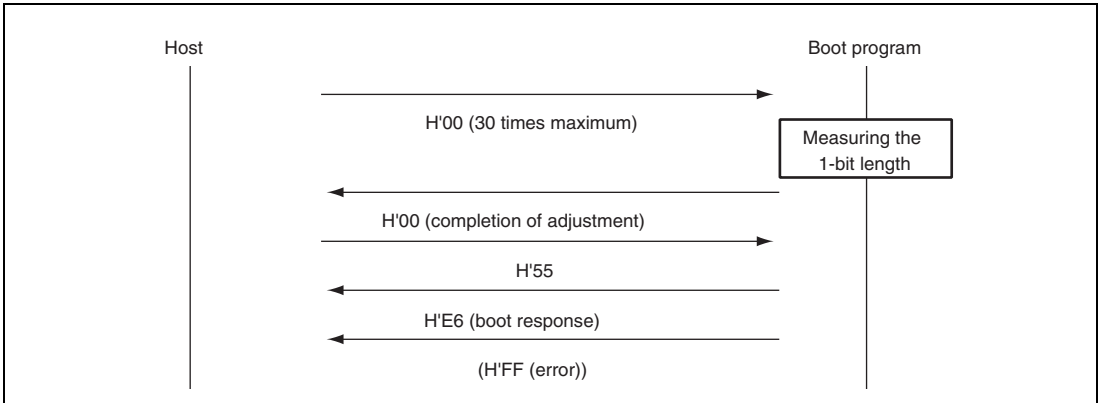 Host
Boot program
H'00 (30 times maximum)
Measuring the
1-bit length
H'00 (completion of adjustment)
H'55
H'E6 (boot response)
(H'FF (error))